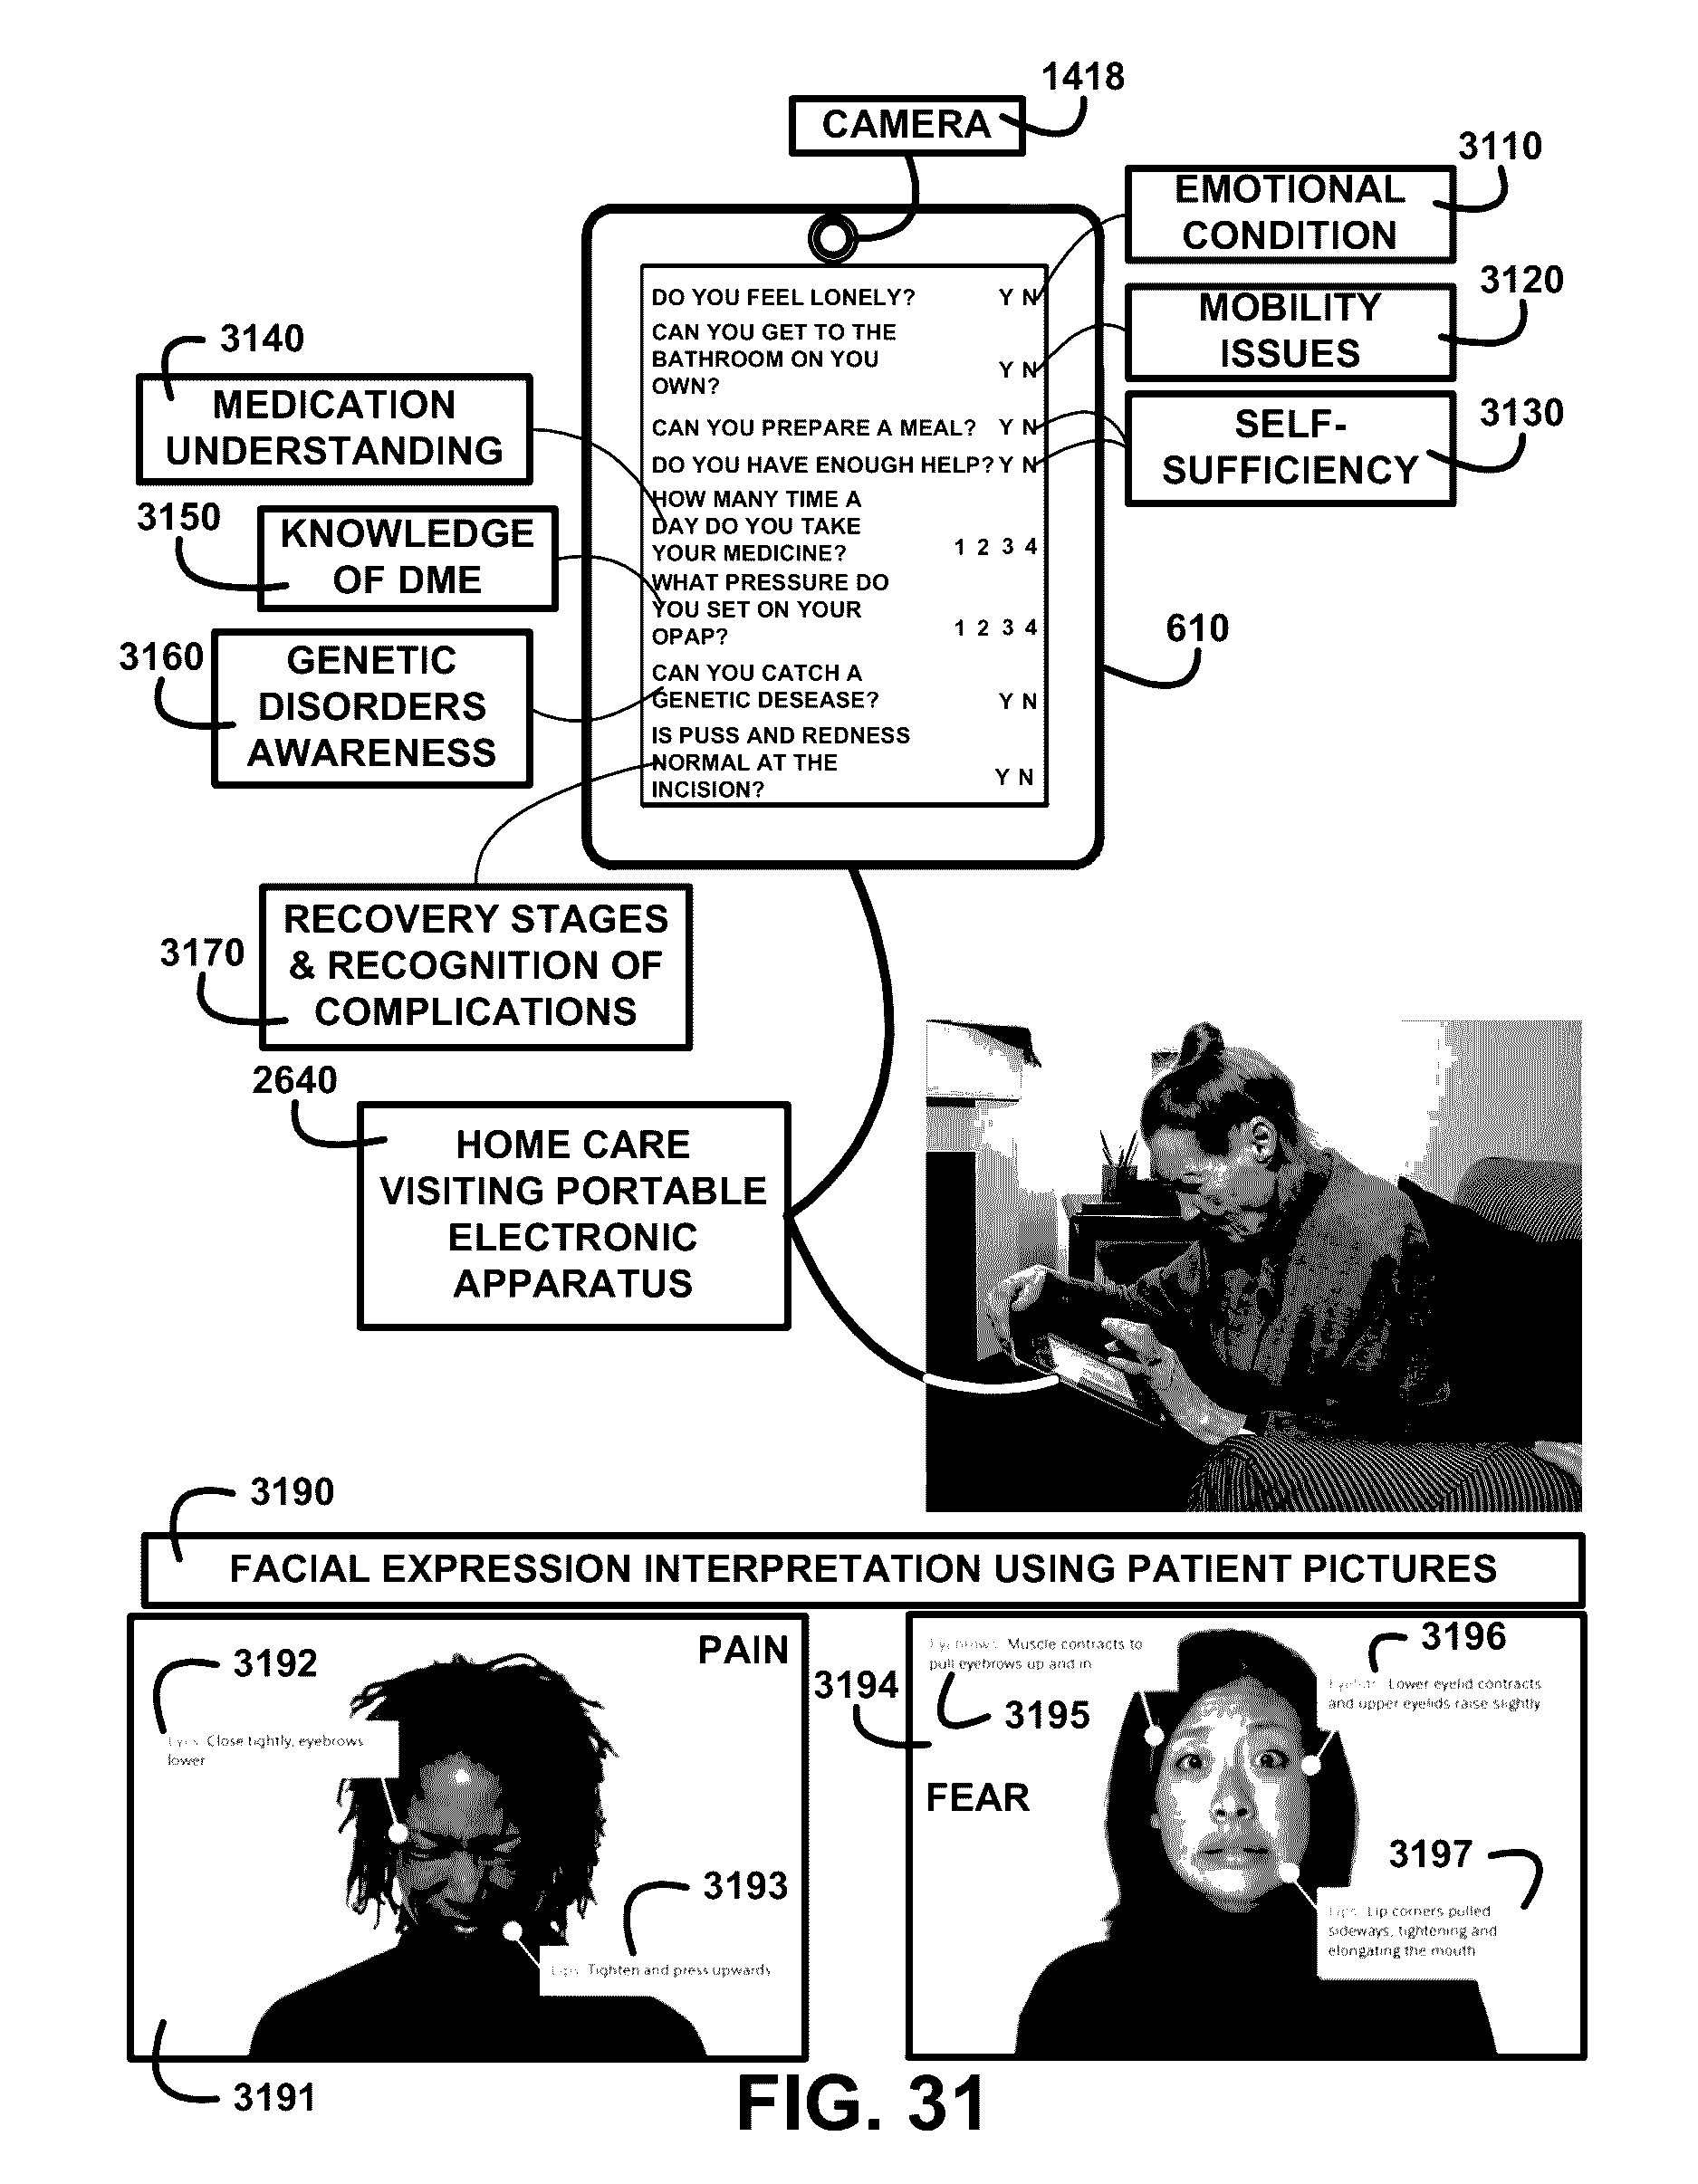 1418
CAMERA
3110
EMOTIONAL
CONDITION
3120
MOBILITY
ISSUES
3130
SELF-
SUFFICIENCY
DO YOU FEEL LONELY? Y N
CAN YOU GET TO THE
BATHROOM ON YOU
OWN? Y N
CAN YOU PREPARE A MEAL? Y N
DO YOU HAVE ENOUGH HELP? Y N
HOW MANY TIME A
DAY DO YOU TAKE
YOUR MEDICINE? 1 2 3 4
WHAT PRESSURE DO
YOU SET ON YOUR
OPAP? 1 2 3 4
CAN YOU CATCH A
GENETIC DESEASE? Y N
IS PUSS AND REDNESS
NORMAL AT THE
INCISION? Y N
610
3140
MEDICATION
UNDERSTANDING
3150
KNOWLEDGE
OF DME
3160
GENETIC
DISORDERS
AWARENESS
3170
RECOVERY STAGES
& RECOGNITION OF
COMPLICATIONS
2640
HOME CARE
VISITING PORTABLE
ELECTRONIC
APPARATUS
3190
FACIAL EXPRESSION INTERPRETATION USING PATIENT PICTURES
PAIN
3192
Eyes Close tightly, eyebrows
lower
3193
Lips Tighten and press upwards
3191
3194
Eyebrows Muscle contracts to
pull eyebrows up and in
3195
FEAR
3196
Lower eyelid contracts
and upper eyelids raise slightly
3197
Lips Lip corners pulled
sideways, tightening and
elongating the mouth
FIG. 31